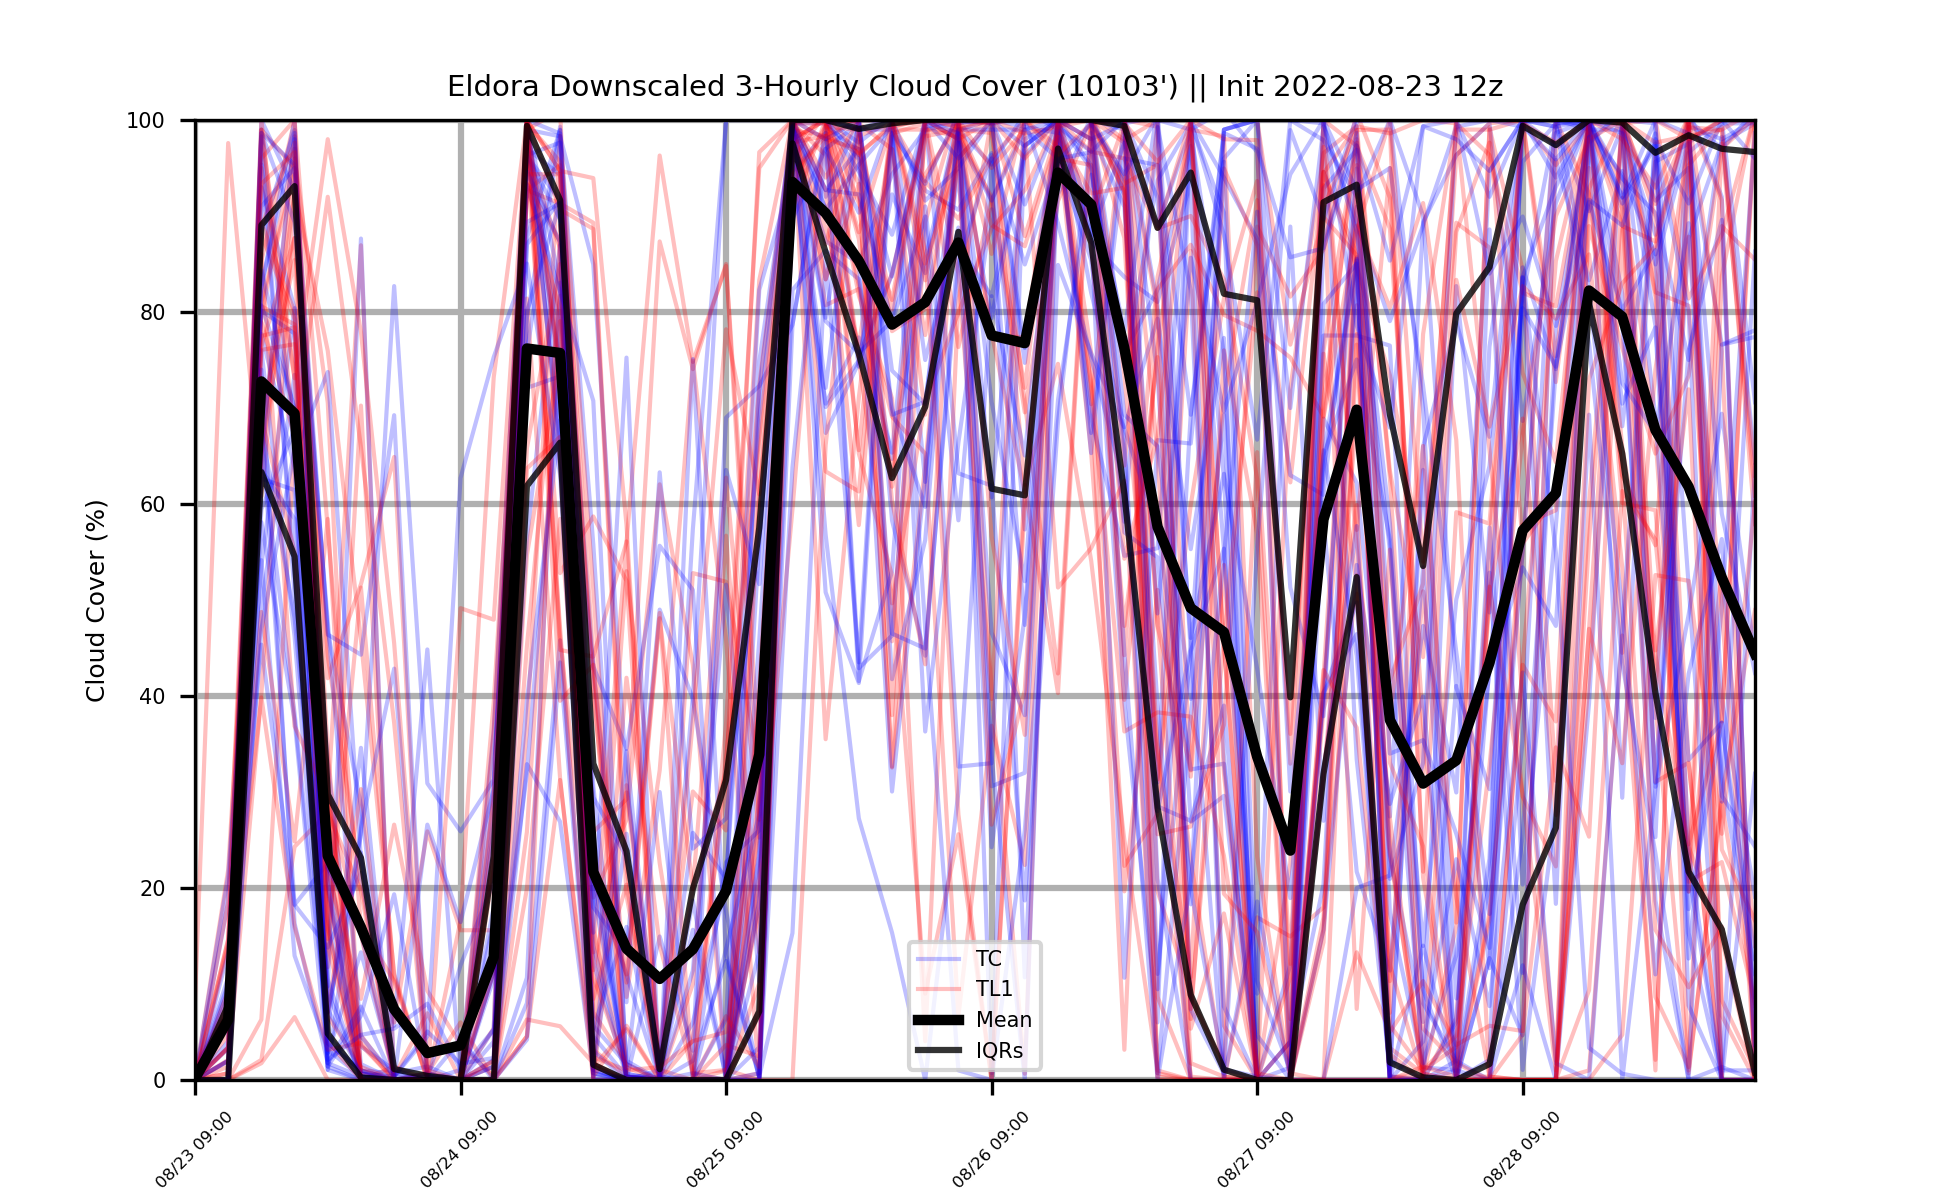 Eldora Downscaled 3-Hourly Cloud Cover (10103') || Init 2022-08-23 12z
Cloud Cover (%)
100
80
60
40
20
0
TC
TL1
Mean
IQRs
08/23 09:00
08/24 09:00
08/25 09:00
08/26 09:00
08/27 09:00
08/28 09:00